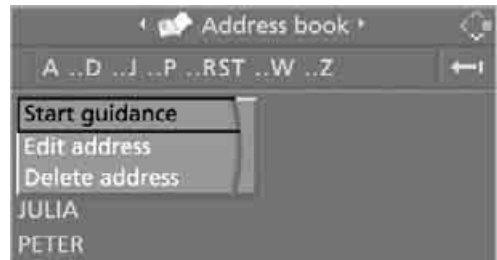 Address book
A ..D ..J ..P ..RST ..W ..Z
Start guidance
Edit address
Delete address
JULIA
PETER